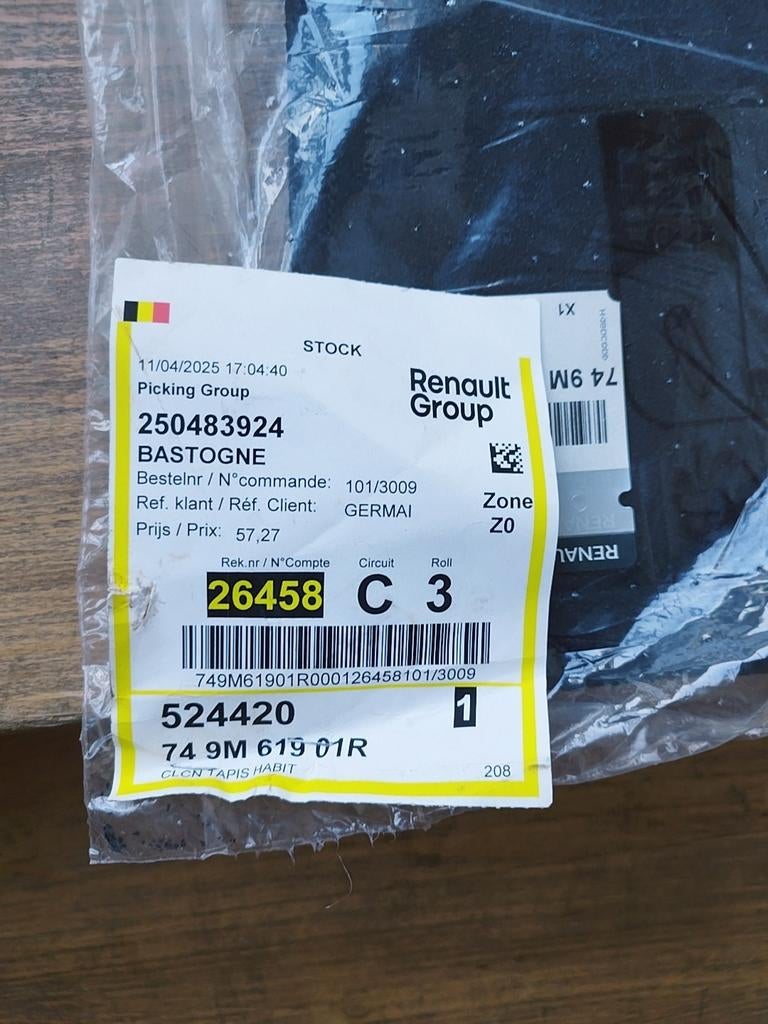 STOCK
11/04/2025 17:04:40
Picking Group
Renault
Group
250483924
BASTOGNE
Bestelnr / N°commande: 101/3009
Ref. klant / Réf. Client: GERMAI
Prijs / Prix: 57,27
Zone
Z0
Rek.nr / N°Compte Circuit Roll
26458 C 3
749M61901R000126458101/3009
524420 1
74 9M 619 01R
CLCN TAPIS HABIT 208
X1
74 9M
RENAUL